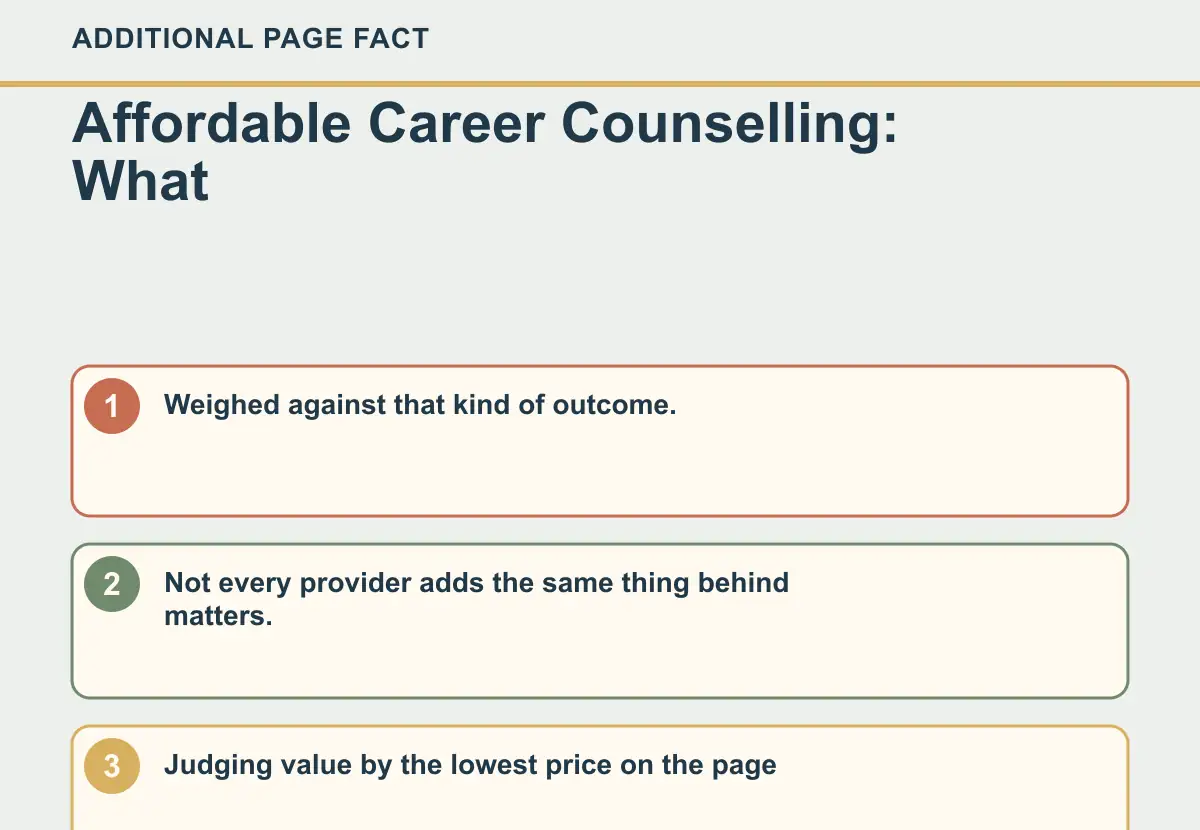 ADDITIONAL PAGE FACT
Affordable Career Counselling:
What
1
Weighed against that kind of outcome.
2
Not every provider adds the same thing behind
matters.
3
Judging value by the lowest price on the page